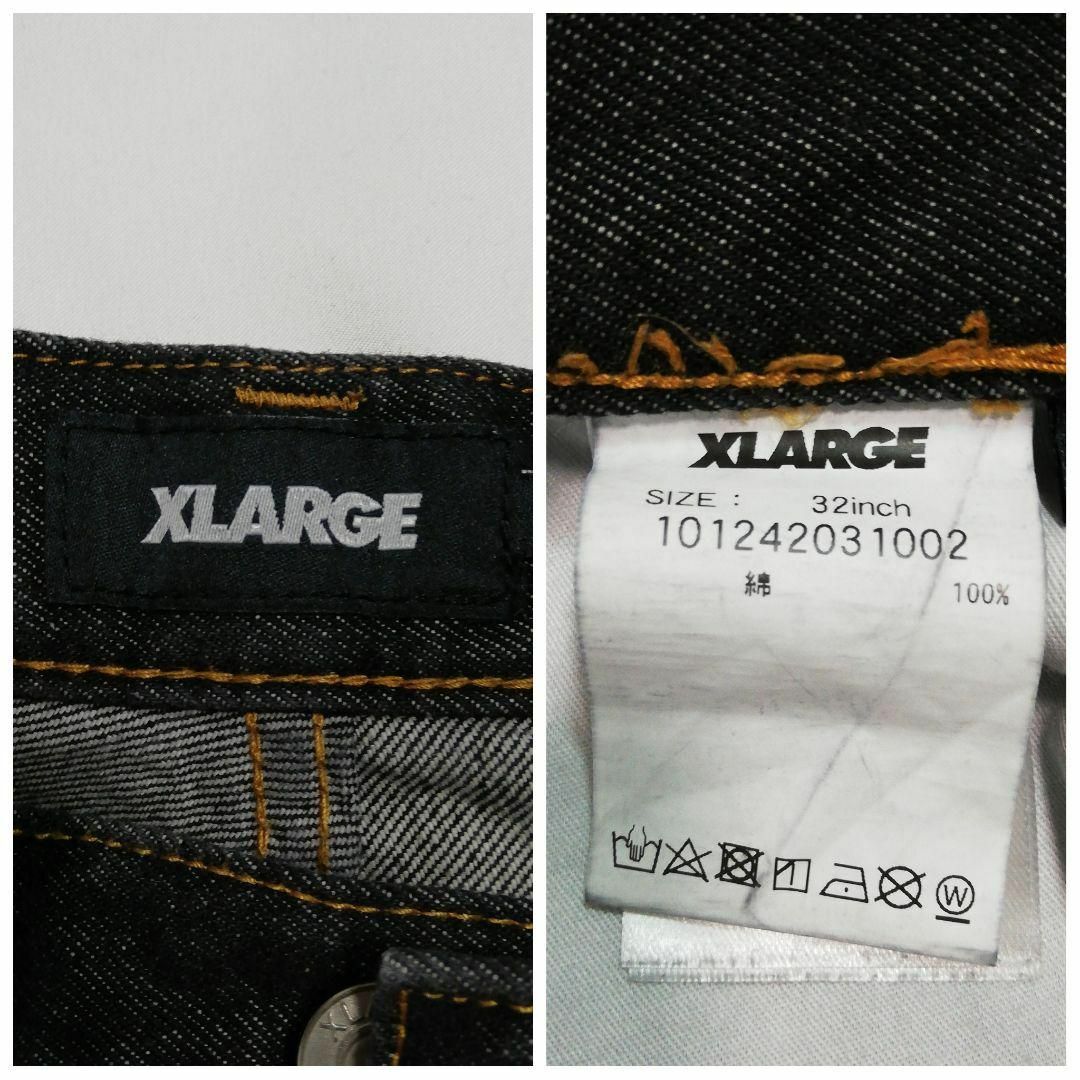 XLARGE
XLARGE
SIZE : 32inch
101242031002
綿 100%
W